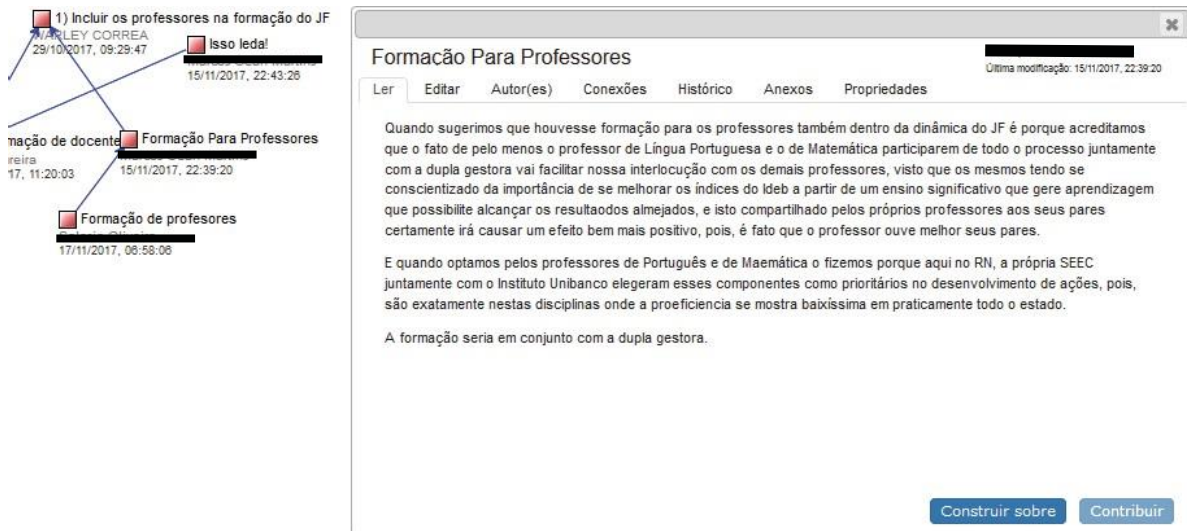 1) Incluir os professores na formação do JF
WARLEY CORREA
29/10/2017, 09:29:47
Isso leda!
15/11/2017, 22:43:26
mação de docente
reira
17, 11:20:03
Formação Para Professores
15/11/2017, 22:39:20
Formação de profesores
17/11/2017, 06:58:06
Formação Para Professores
Última modificação: 15/11/2017, 22:39:20
Ler Editar Autor(es) Conexões Histórico Anexos Propriedades
Quando sugerimos que houvesse formação para os professores também dentro da dinâmica do JF é porque acreditamos
que o fato de pelo menos o professor de Língua Portuguesa e o de Matemática participarem de todo o processo juntamente
com a dupla gestora vai facilitar nossa interlocução com os demais professores, visto que os mesmos tendo se
conscientizado da importância de se melhorar os índices do Ideb a partir de um ensino significativo que gere aprendizagem
que possibilite alcançar os resultaodos almejados, e isto compartilhado pelos próprios professores aos seus pares
certamente irá causar um efeito bem mais positivo, pois, é fato que o professor ouve melhor seus pares.
E quando optamos pelos professores de Português e de Maemática o fizemos porque aqui no RN, a própria SEEC
juntamente com o Instituto Unibanco elegeram esses componentes como prioritários no desenvolvimento de ações, pois,
são exatamente nestas disciplinas onde a proeficiencia se mostra baixíssima em praticamente todo o estado.
A formação seria em conjunto com a dupla gestora.
Construir sobre Contribuir